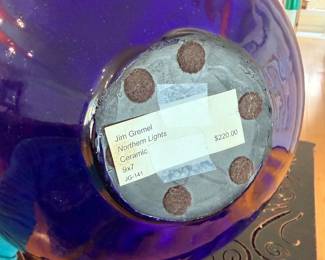 Jim Gremel
Northern Lights
Ceramic $220.00
9x7
JG-141